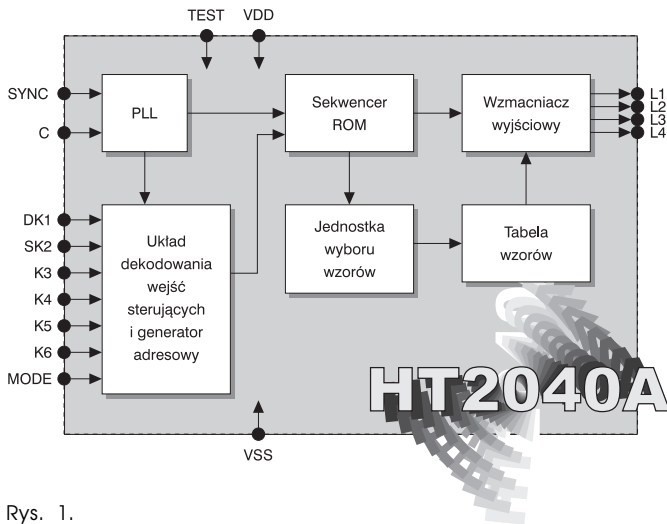 TEST VDD
SYNC
C
PLL
Sekwencer
ROM
Wzmacniacz
wyjściowy
L1
L2
L3
L4
DK1
SK2
K3
K4
K5
K6
MODE
Układ
dekodowania
wejść
sterujących
i generator
adresowy
Jednostka
wyboru
wzorów
Tabela
wzorów
HT2040A
VSS
Rys. 1.